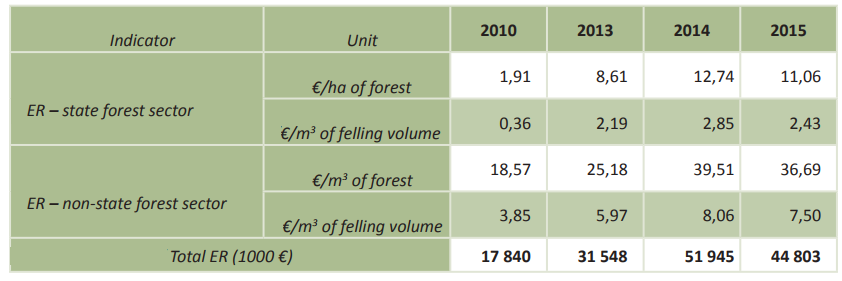 Indicator Unit 2010 2013 2014 2015
ER – state forest sector
€/ha of forest 1,91 8,61 12,74 11,06
€/m³ of felling volume 0,36 2,19 2,85 2,43
ER – non-state forest sector
€/m³ of forest 18,57 25,18 39,51 36,69
€/m³ of felling volume 3,85 5,97 8,06 7,50
Total ER (1000 €) 17 840 31 548 51 945 44 803